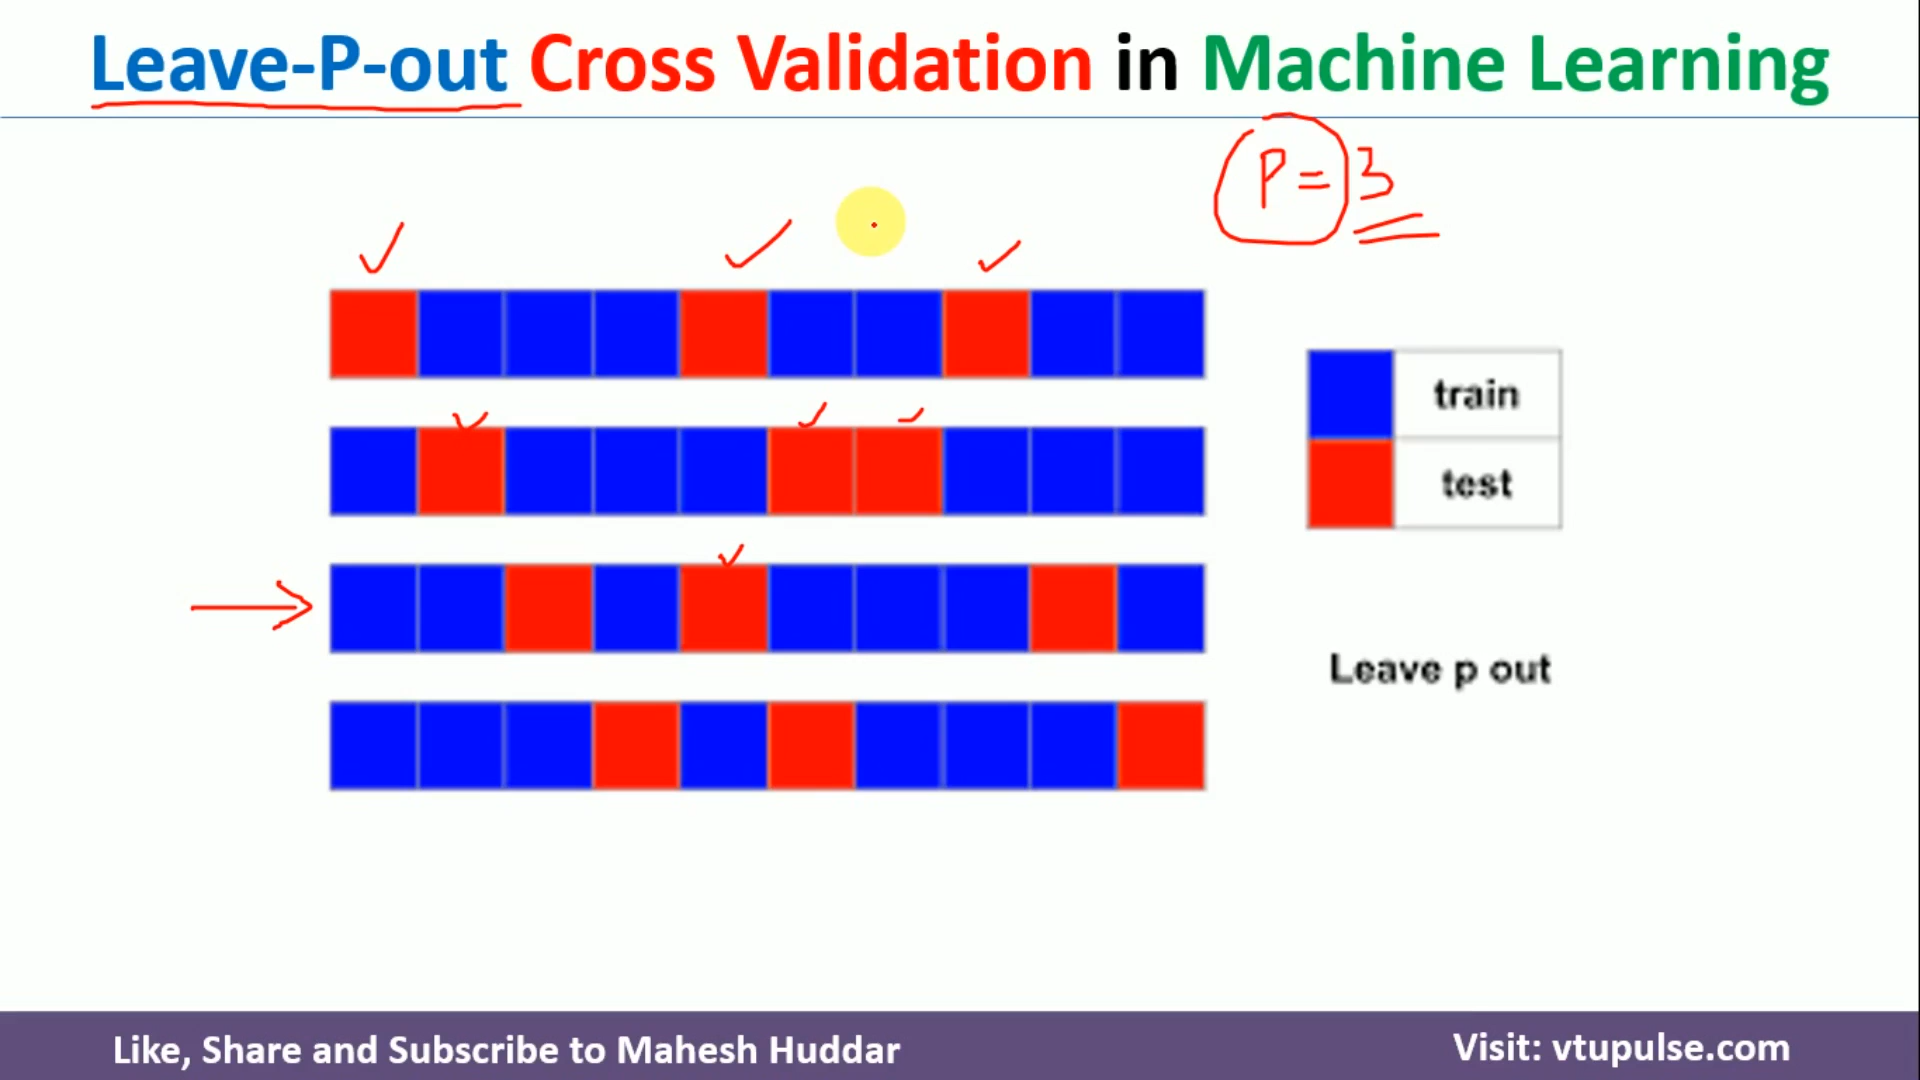 Leave-P-out Cross Validation in Machine Learning
P = 3
train
test
Leave p out
Like, Share and Subscribe to Mahesh Huddar
Visit: vtupulse.com